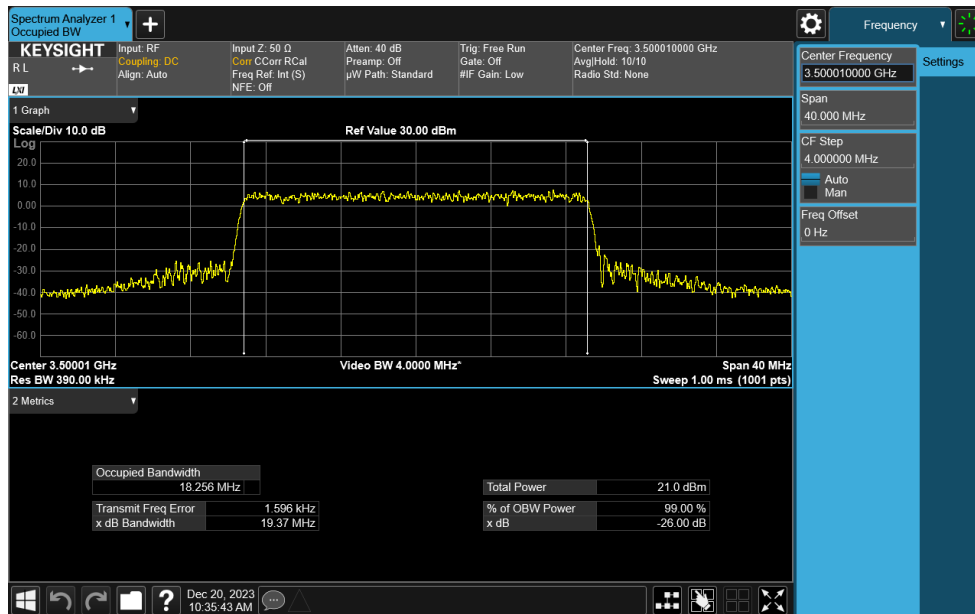 Spectrum Analyzer 1
Occupied BW
Frequency
KEYSIGHT
R L
LXI
Input: RF
Coupling: DC
Align: Auto
Input Z: 50 Ω
Corr CCorr RCal
Freq Ref: Int (S)
NFE: Off
Atten: 40 dB
Preamp: Off
µW Path: Standard
Trig: Free Run
Gate: Off
#IF Gain: Low
Center Freq: 3.500010000 GHz
Avg|Hold: 10/10
Radio Std: None
Center Frequency
3.500010000 GHz
Settings
Span
40.000 MHz
CF Step
4.000000 MHz
Auto
Man
Freq Offset
0 Hz
1 Graph
Scale/Div 10.0 dB
Ref Value 30.00 dBm
Log
20.0
10.0
0.00
-10.0
-20.0
-30.0
-40.0
-50.0
-60.0
Center 3.50001 GHz
Video BW 4.0000 MHz*
Span 40 MHz
Res BW 390.00 kHz
Sweep 1.00 ms (1001 pts)
2 Metrics
Occupied Bandwidth
18.256 MHz
Total Power 21.0 dBm
Transmit Freq Error 1.596 kHz
% of OBW Power 99.00 %
x dB Bandwidth 19.37 MHz
x dB -26.00 dB
?
Dec 20, 2023
10:35:43 AM